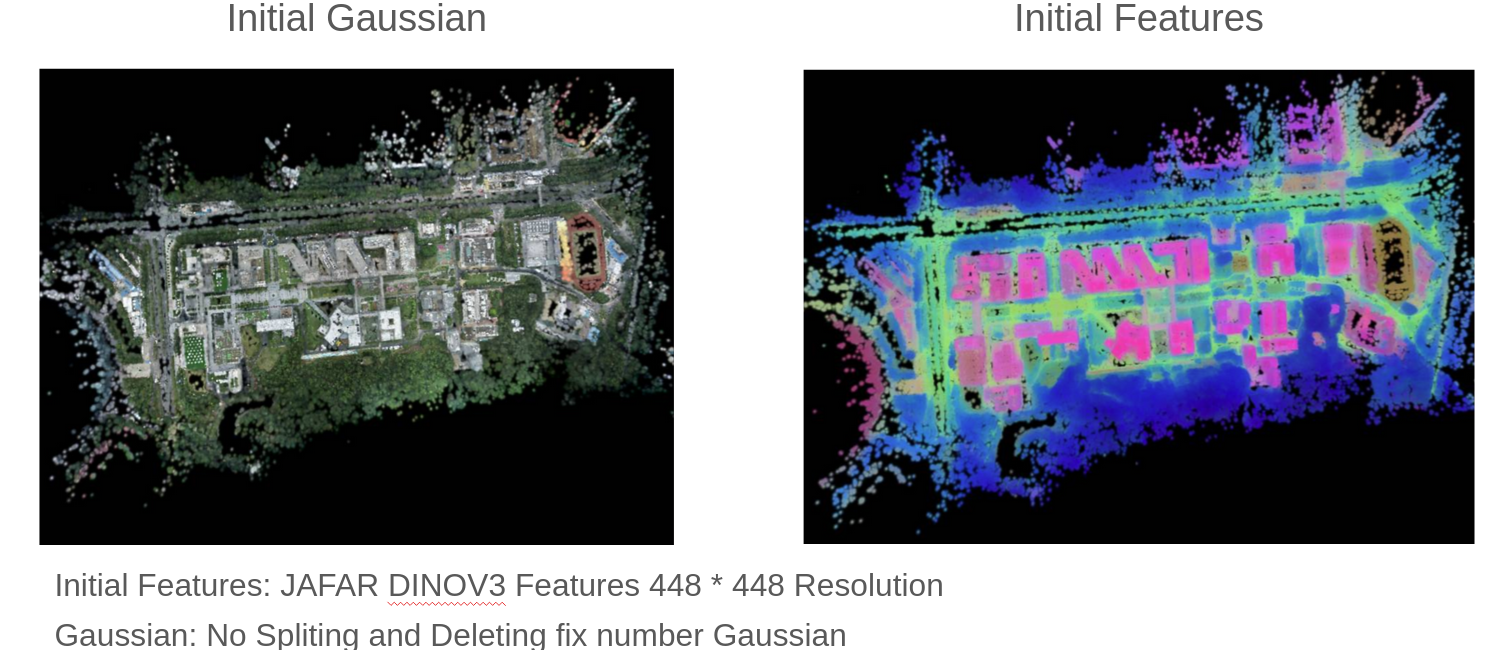 Initial Gaussian
Initial Features
Initial Features: JAFAR DINOV3 Features 448 * 448 Resolution
Gaussian: No Spliting and Deleting fix number Gaussian